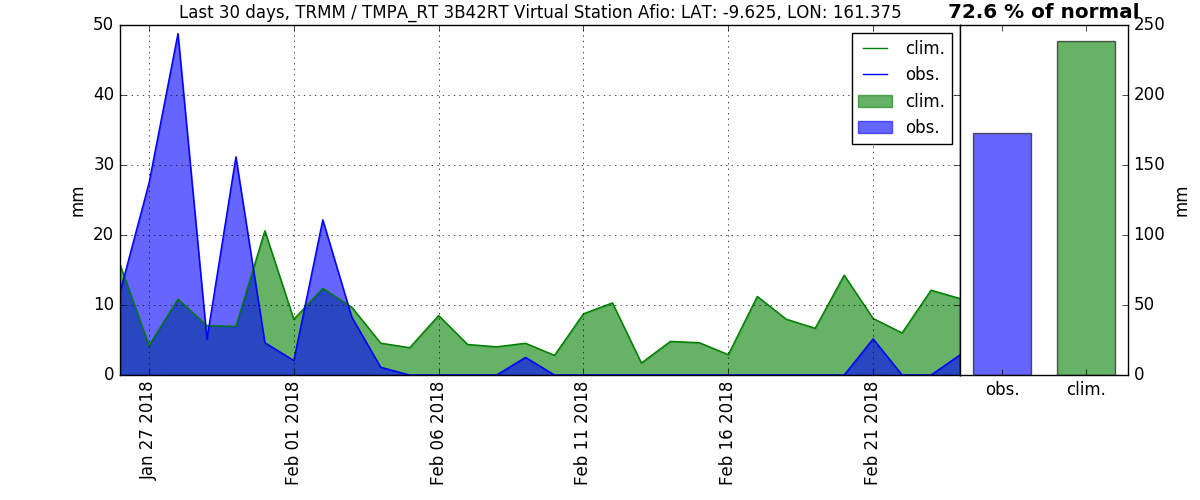 Last 30 days, TRMM / TMPA_RT 3B42RT Virtual Station Afio: LAT: -9.625, LON: 161.375
72.6 % of normal
50
40
30
20
10
0
mm
clim.
obs.
clim.
obs.
250
200
150
100
50
0
mm
obs.
clim.
Jan 27 2018
Feb 01 2018
Feb 06 2018
Feb 11 2018
Feb 16 2018
Feb 21 2018